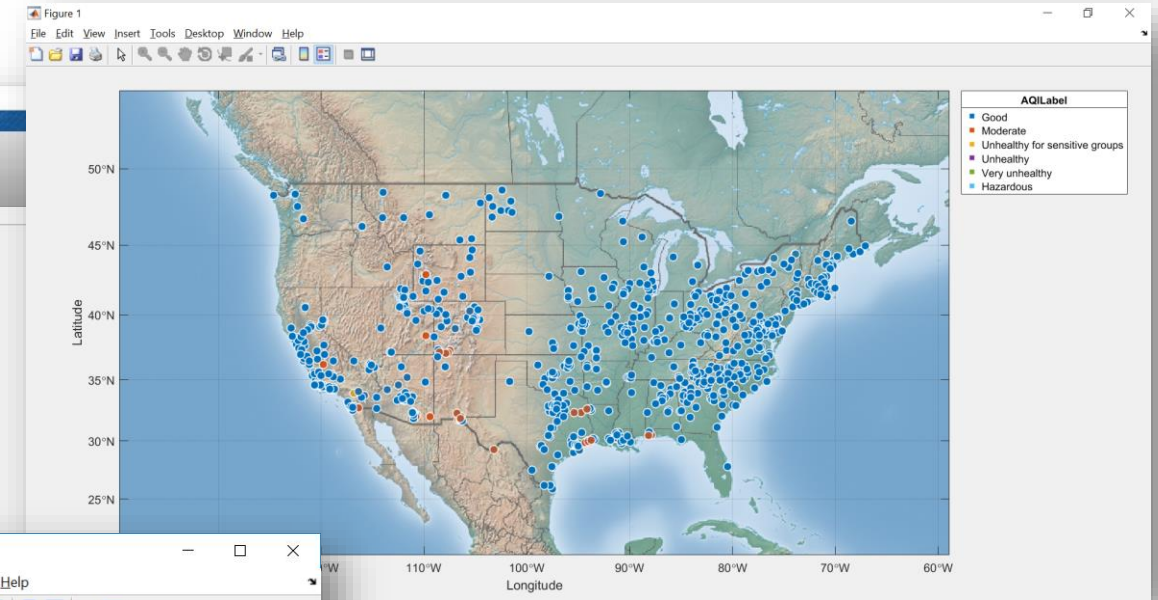 Figure 1
File Edit View Insert Tools Desktop Window Help
AQILabel
Good
Moderate
Unhealthy for sensitive groups
Unhealthy
Very unhealthy
Hazardous
50°N
45°N
40°N
35°N
30°N
25°N
Latitude
°W 110°W 100°W 90°W 80°W 70°W 60°W
Longitude
Help